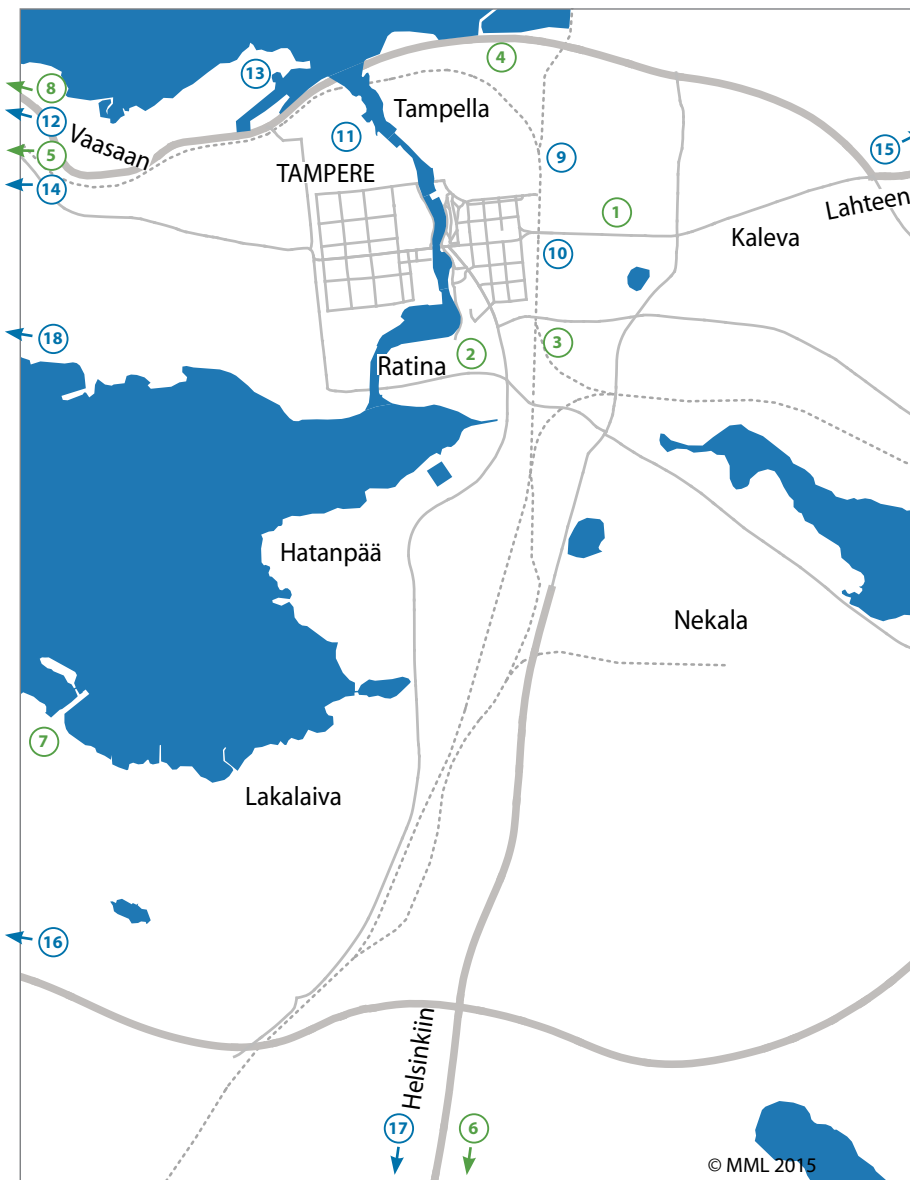 4
13
8
Tampella
12
11
Vaasaan
15
5
9
TAMPERE
14
Lahteen
1
Kaleva
10
18
3
2
Ratina
Hatanpää
Nekala
7
Lakalaiva
16
Helsinkiin
17
6
© MML 2015